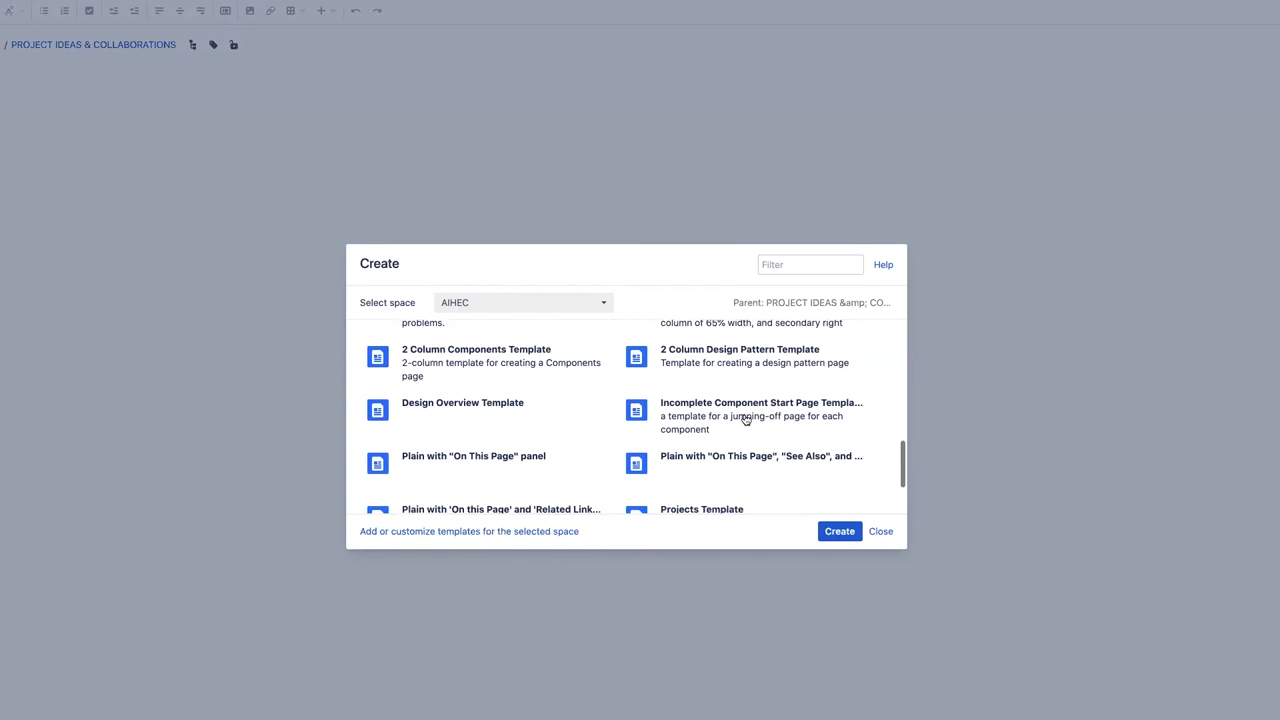 / PROJECT IDEAS & COLLABORATIONS
Create
Filter
Help
Select space
AIHEC
Parent: PROJECT IDEAS &amp; CO...
problems.
column of 65% width, and secondary right
2 Column Components Template
2-column template for creating a Components
page
2 Column Design Pattern Template
Template for creating a design pattern page
Design Overview Template
Incomplete Component Start Page Templa...
a template for a jumping-off page for each
component
Plain with "On This Page" panel
Plain with "On This Page", "See Also", and ...
Plain with 'On this Page' and 'Related Link...
Projects Template
Add or customize templates for the selected space
Create
Close